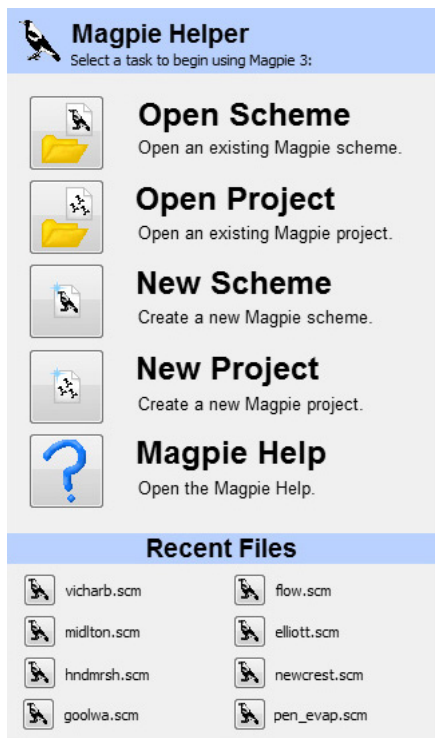 Magpie Helper
Select a task to begin using Magpie 3:
Open Scheme
Open an existing Magpie scheme.
Open Project
Open an existing Magpie project.
New Scheme
Create a new Magpie scheme.
New Project
Create a new Magpie project.
Magpie Help
Open the Magpie Help.
Recent Files
vicharb.scm
flow.scm
midlton.scm
elliott.scm
hndmrsh.scm
newcrest.scm
goolwa.scm
pen_evap.scm